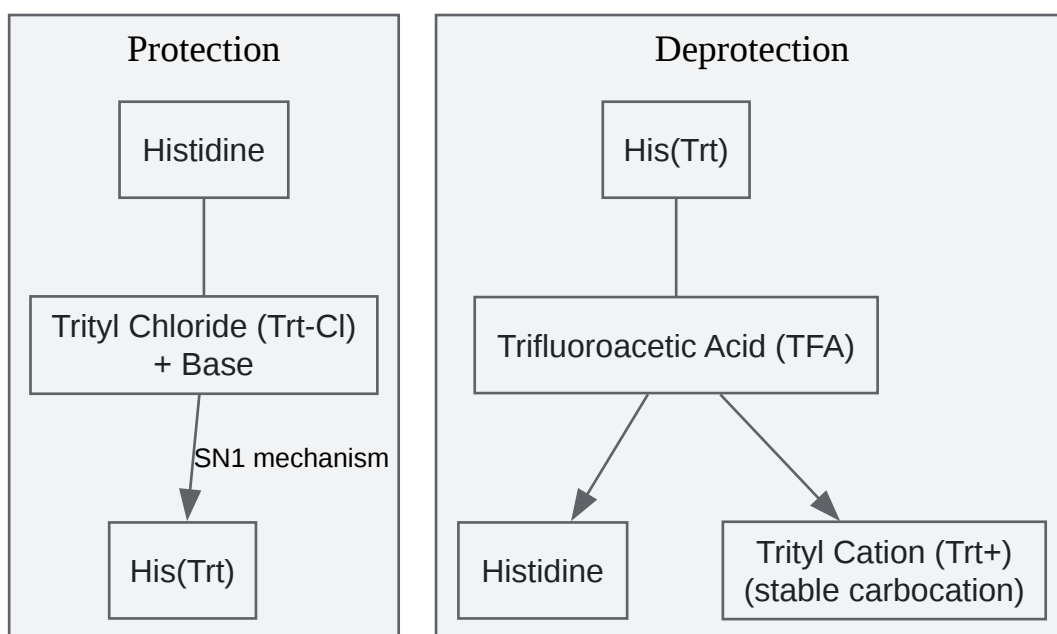 Protection
Histidine
Trityl Chloride (Trt-Cl)
+ Base
SN1 mechanism
His(Trt)
Deprotection
His(Trt)
Trifluoroacetic Acid (TFA)
Histidine
Trityl Cation (Trt+)
(stable carbocation)